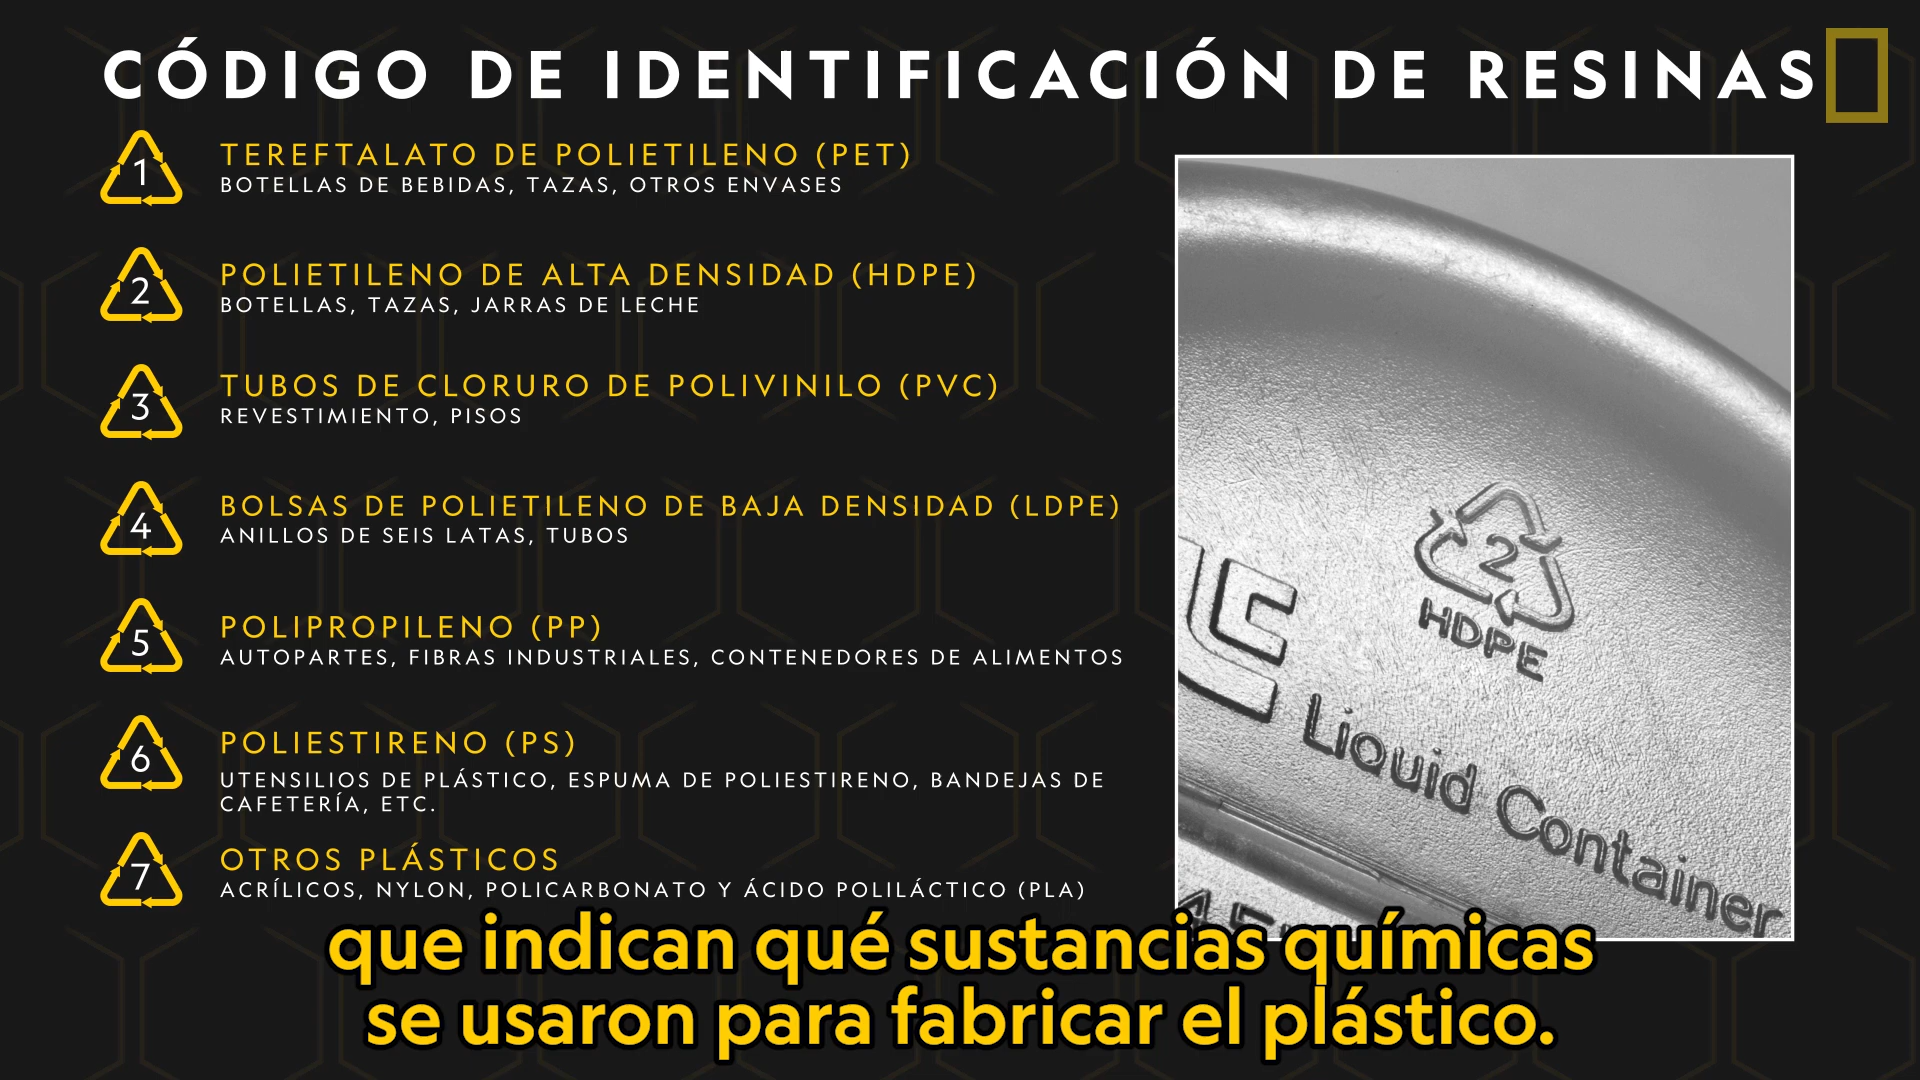 CÓDIGO DE IDENTIFICACIÓN DE RESINAS
1
TEREFTALATO DE POLIETILENO (PET)
BOTELLAS DE BEBIDAS, TAZAS, OTROS ENVASES
2
POLIETILENO DE ALTA DENSIDAD (HDPE)
BOTELLAS, TAZAS, JARRAS DE LECHE
3
TUBOS DE CLORURO DE POLIVINILO (PVC)
REVESTIMIENTO, PISOS
4
BOLSAS DE POLIETILENO DE BAJA DENSIDAD (LDPE)
ANILLOS DE SEIS LATAS, TUBOS
5
POLIPROPILENO (PP)
AUTOPARTES, FIBRAS INDUSTRIALES, CONTENEDORES DE ALIMENTOS
6
POLIESTIRENO (PS)
UTENSILIOS DE PLÁSTICO, ESPUMA DE POLIESTIRENO, BANDEJAS DE
CAFETERÍA, ETC.
7
OTROS PLÁSTICOS
ACRÍLICOS, NYLON, POLICARBONATO Y ÁCIDO POLILÁCTICO (PLA)
2
HDPE
Liquid Container
que indican qué sustancias químicas
se usaron para fabricar el plástico.